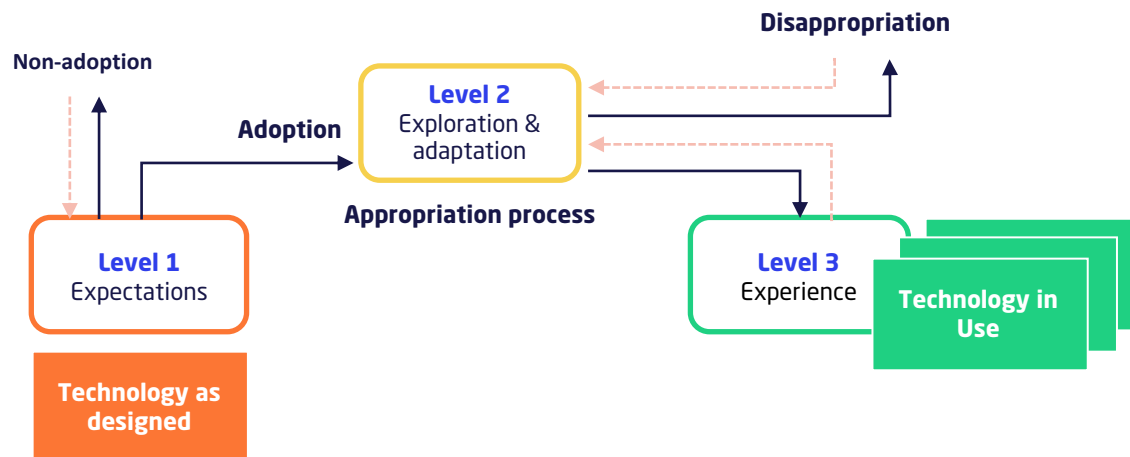 Disappropriation
Non-adoption
Level 2
Exploration &
adaptation
Adoption
Appropriation process
Level 1
Expectations
Level 3
Experience
Technology in
Use
Technology as
designed